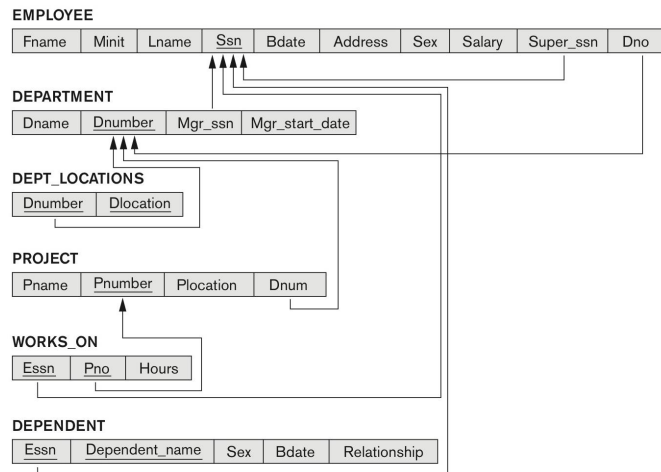 EMPLOYEE
Fname Minit Lname Ssn Bdate Address Sex Salary Super_ssn Dno
DEPARTMENT
Dname Dnumber Mgr_ssn Mgr_start_date
DEPT_LOCATIONS
Dnumber Dlocation
PROJECT
Pname Pnumber Plocation Dnum
WORKS_ON
Essn Pno Hours
DEPENDENT
Essn Dependent_name Sex Bdate Relationship